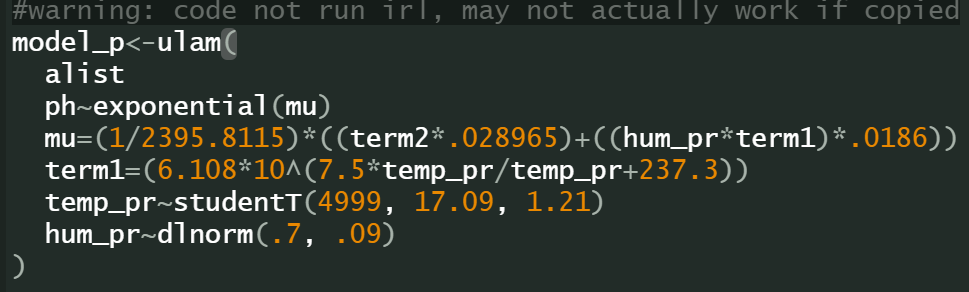 #warning: code not run irl, may not actually work if copied
model_p<-ulam(
  alist
  ph~exponential(mu)
  mu=(1/2395.8115)*((term2*.028965)+((hum_pr*term1)*.0186))
  term1=(6.108*10^(7.5*temp_pr/temp_pr+237.3))
  temp_pr~studentT(4999, 17.09, 1.21)
  hum_pr~dlnorm(.7, .09)
)